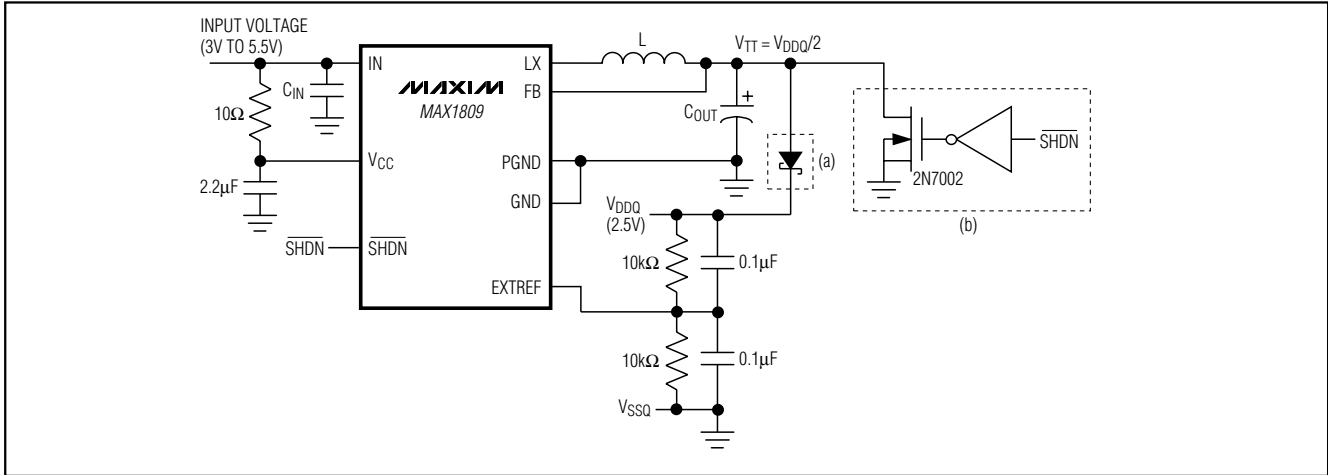 INPUT VOLTAGE
(3V TO 5.5V)
L
VTT = VDDQ/2
IN
LX
CIN
MAXIM
FB
MAX1809
10Ω
COUT
+
SHDN
VCC
PGND
(a)
2N7002
2.2µF
GND
VDDQ
(2.5V)
(b)
SHDN
SHDN
10kΩ
0.1µF
EXTREF
10kΩ
0.1µF
VSSQ